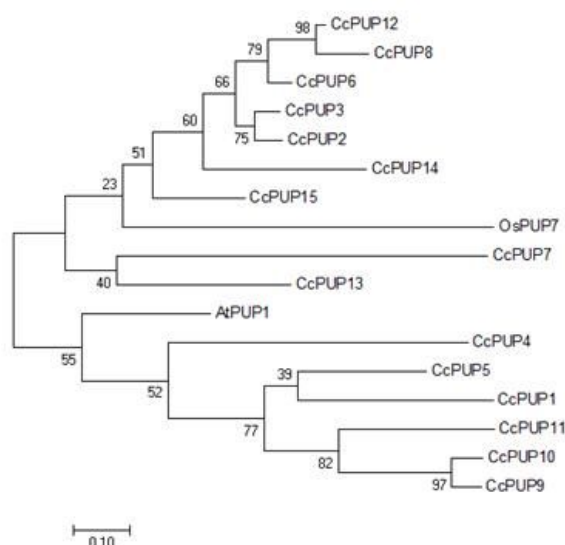 98 CcPUP12
79 CcPUP8
66 CcPUP6
CcPUP3
60 75 CcPUP2
51 CcPUP14
23 CcPUP15
OsPUP7
CcPUP7
40 CcPUP13
AtPUP1
55 CcPUP4
52 39 CcPUP5
CcPUP1
77 CcPUP11
82 CcPUP10
97 CcPUP9
0.10